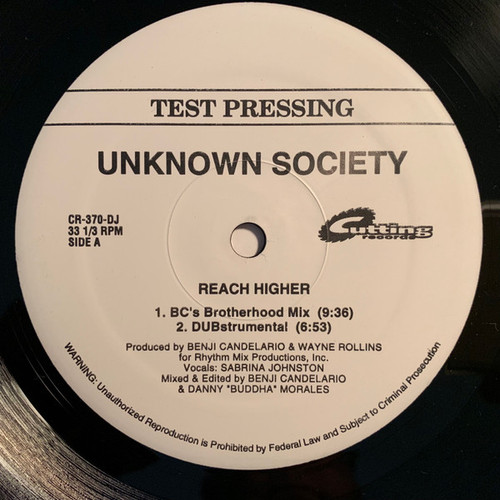 TEST PRESSING
UNKNOWN SOCIETY
CR-370-DJ
33 1/3 RPM
SIDE A
Cutting
records
REACH HIGHER
1. BC's Brotherhood Mix (9:36)
2. DUBstrumental (6:53)
Produced by BENJI CANDELARIO & WAYNE ROLLINS
for Rhythm Mix Productions, Inc.
Vocals: SABRINA JOHNSTON
Mixed & Edited by BENJI CANDELARIO
& DANNY "BUDDHA" MORALES
WARNING: Unauthorized Reproduction is Prohibited by Federal Law and Subject to Criminal Prosecution